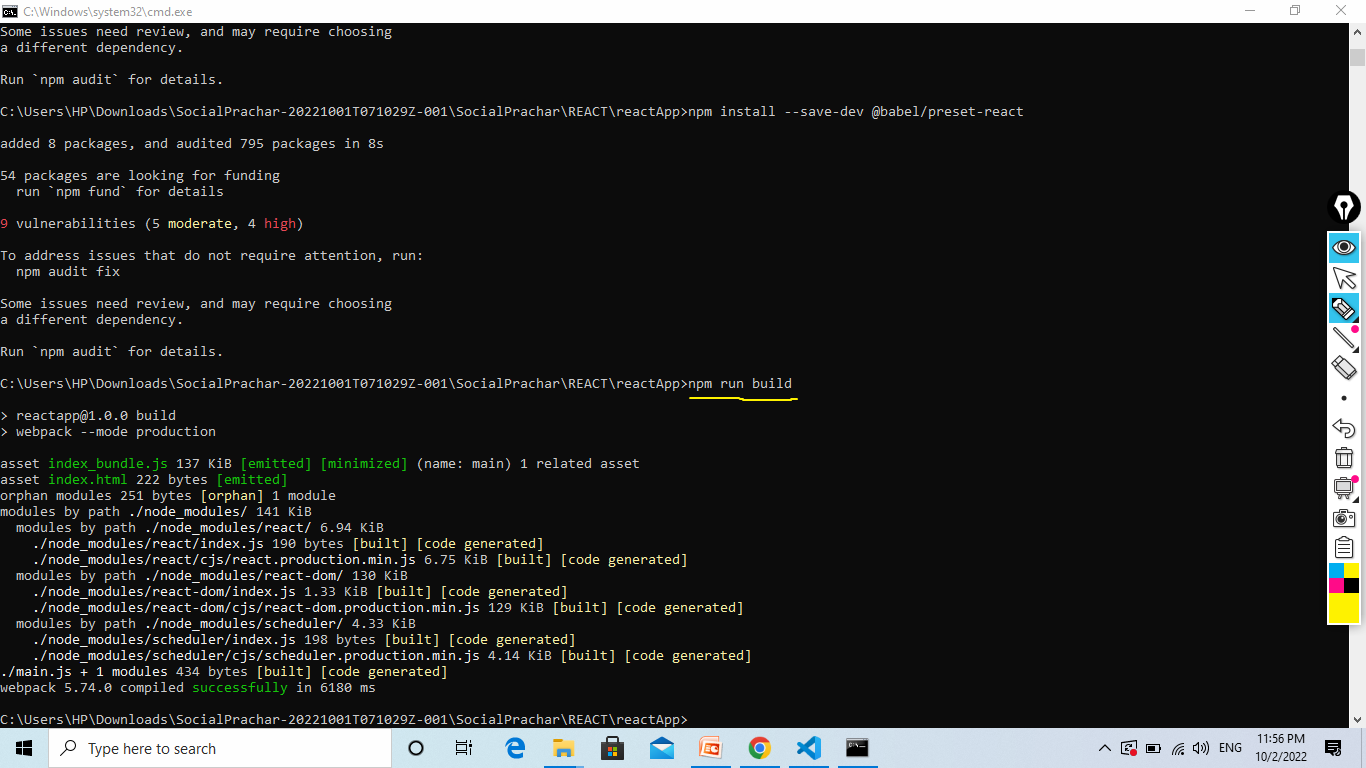 C:\Windows\system32\cmd.exe
Some issues need review, and may require choosing
a different dependency.
Run `npm audit` for details.
C:\Users\HP\Downloads\SocialPrachar-20221001T071029Z-001\SocialPrachar\REACT\reactApp>npm install --save-dev @babel/preset-react
added 8 packages, and audited 795 packages in 8s
54 packages are looking for funding
  run `npm fund` for details
9 vulnerabilities (5 moderate, 4 high)
To address issues that do not require attention, run:
  npm audit fix
Some issues need review, and may require choosing
a different dependency.
Run `npm audit` for details.
C:\Users\HP\Downloads\SocialPrachar-20221001T071029Z-001\SocialPrachar\REACT\reactApp>npm run build
> reactapp@1.0.0 build
> webpack --mode production
asset index_bundle.js 137 KiB [emitted] [minimized] (name: main) 1 related asset
asset index.html 222 bytes [emitted]
orphan modules 251 bytes [orphan] 1 module
modules by path ./node_modules/ 141 KiB
  modules by path ./node_modules/react/ 6.94 KiB
    ./node_modules/react/index.js 190 bytes [built] [code generated]
    ./node_modules/react/cjs/react.production.min.js 6.75 KiB [built] [code generated]
  modules by path ./node_modules/react-dom/ 130 KiB
    ./node_modules/react-dom/index.js 1.33 KiB [built] [code generated]
    ./node_modules/react-dom/cjs/react-dom.production.min.js 129 KiB [built] [code generated]
  modules by path ./node_modules/scheduler/ 4.33 KiB
    ./node_modules/scheduler/index.js 198 bytes [built] [code generated]
    ./node_modules/scheduler/cjs/scheduler.production.min.js 4.14 KiB [built] [code generated]
./main.js + 1 modules 434 bytes [built] [code generated]
webpack 5.74.0 compiled successfully in 6180 ms
C:\Users\HP\Downloads\SocialPrachar-20221001T071029Z-001\SocialPrachar\REACT\reactApp>
Type here to search
ENG
11:56 PM
10/2/2022